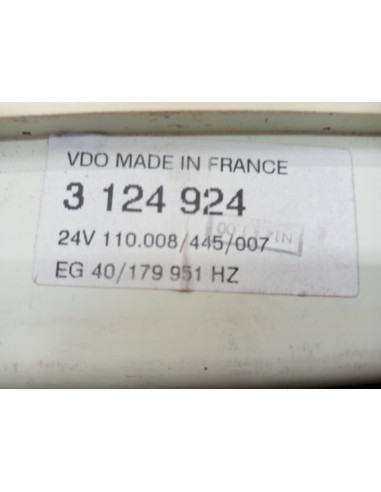 VDO MADE IN FRANCE
3 124 924
24V 110.008/445/007
EG 40/179 951 HZ